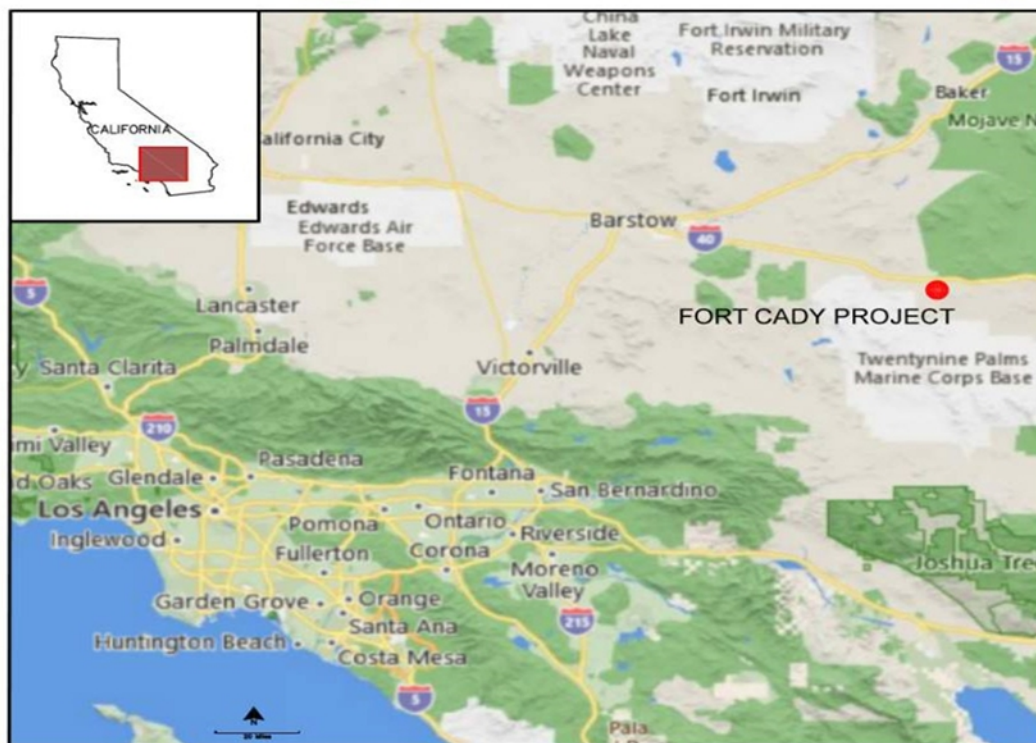 CALIFORNIA
China
Lake
Naval
Weapons
Center
Fort Irwin Military
Reservation
Fort Irwin
15
Baker
Mojave N
alifornia City
Edwards
Edwards Air
Force Base
Barstow
40
5
Lancaster
Palmdale
FORT CADY PROJECT
Twentynine Palms
Marine Corps Base
Santa Clarita
Victorville
15
210
mi Valley
Pasadena
Glendale
d Oaks
Fontana
San Bernardino
Los Angeles
Pomona
Ontario
Riverside
Inglewood
Fullerton
Corona
Moreno
Valley
Joshua Tree
Garden Grove
Orange
Santa Ana
215
Huntington Beach
Costa Mesa
5
N
20 Miles
Pala